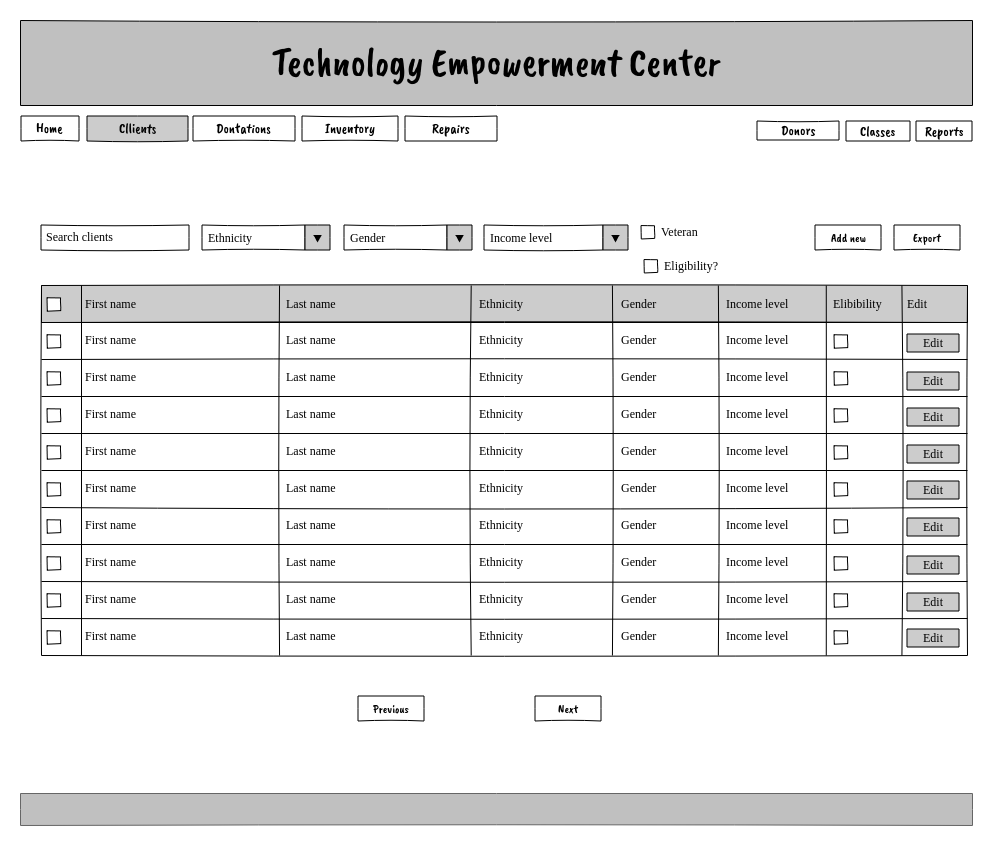 Technology Empowerment Center
Home Cllients Dontations Inventory Repairs Donors Classes Reports
Search clients Ethnicity Gender Income level Veteran Add new Export
Eligibility?
First name Last name Ethnicity Gender Income level Elibibility Edit
First name Last name Ethnicity Gender Income level Edit
First name Last name Ethnicity Gender Income level Edit
First name Last name Ethnicity Gender Income level Edit
First name Last name Ethnicity Gender Income level Edit
First name Last name Ethnicity Gender Income level Edit
First name Last name Ethnicity Gender Income level Edit
First name Last name Ethnicity Gender Income level Edit
First name Last name Ethnicity Gender Income level Edit
First name Last name Ethnicity Gender Income level Edit
Previous Next